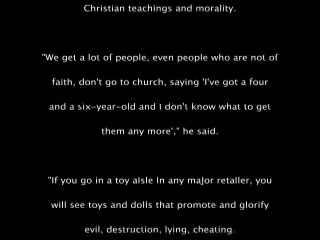 Christian teachings and morality.
"We get a lot of people, even people who are not of
faith, don't go to church, saying 'I've got a four
and a six-year-old and I don't know what to get
them any more'," he said.
"If you go in a toy aisle in any major retailer, you
will see toys and dolls that promote and glorify
evil, destruction, lying, cheating.